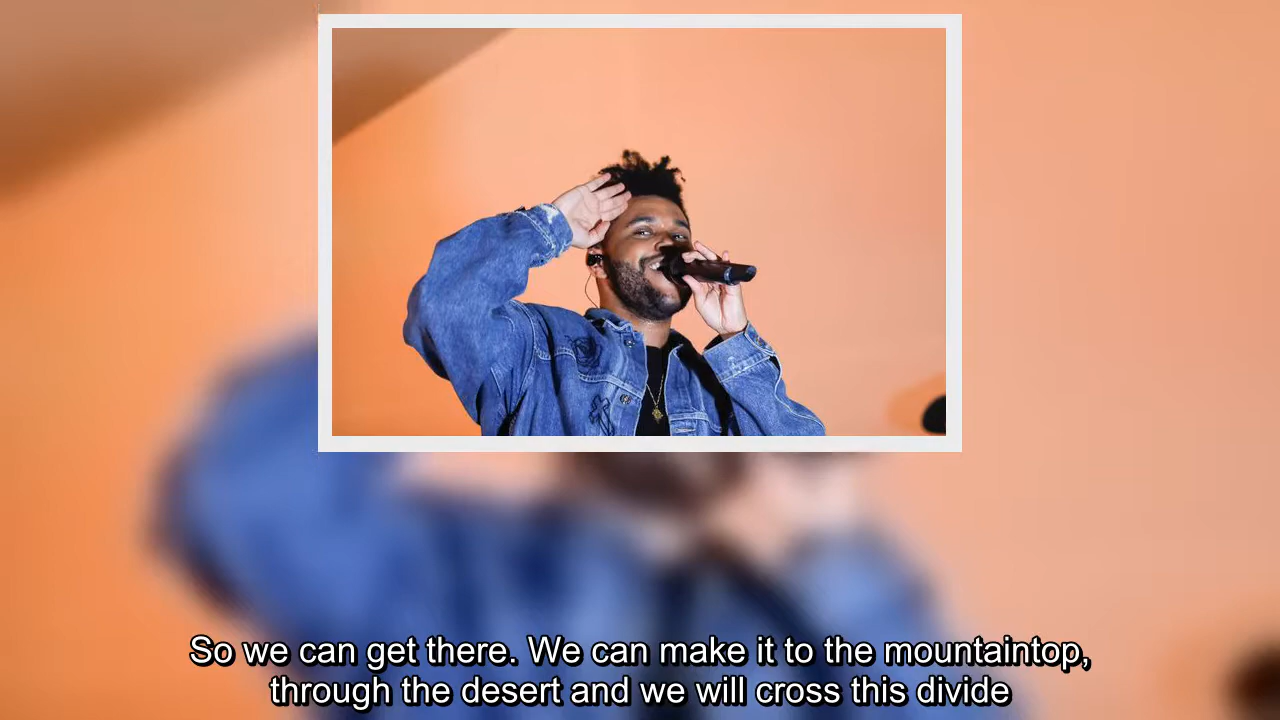 So we can get there. We can make it to the mountaintop,
through the desert and we will cross this divide